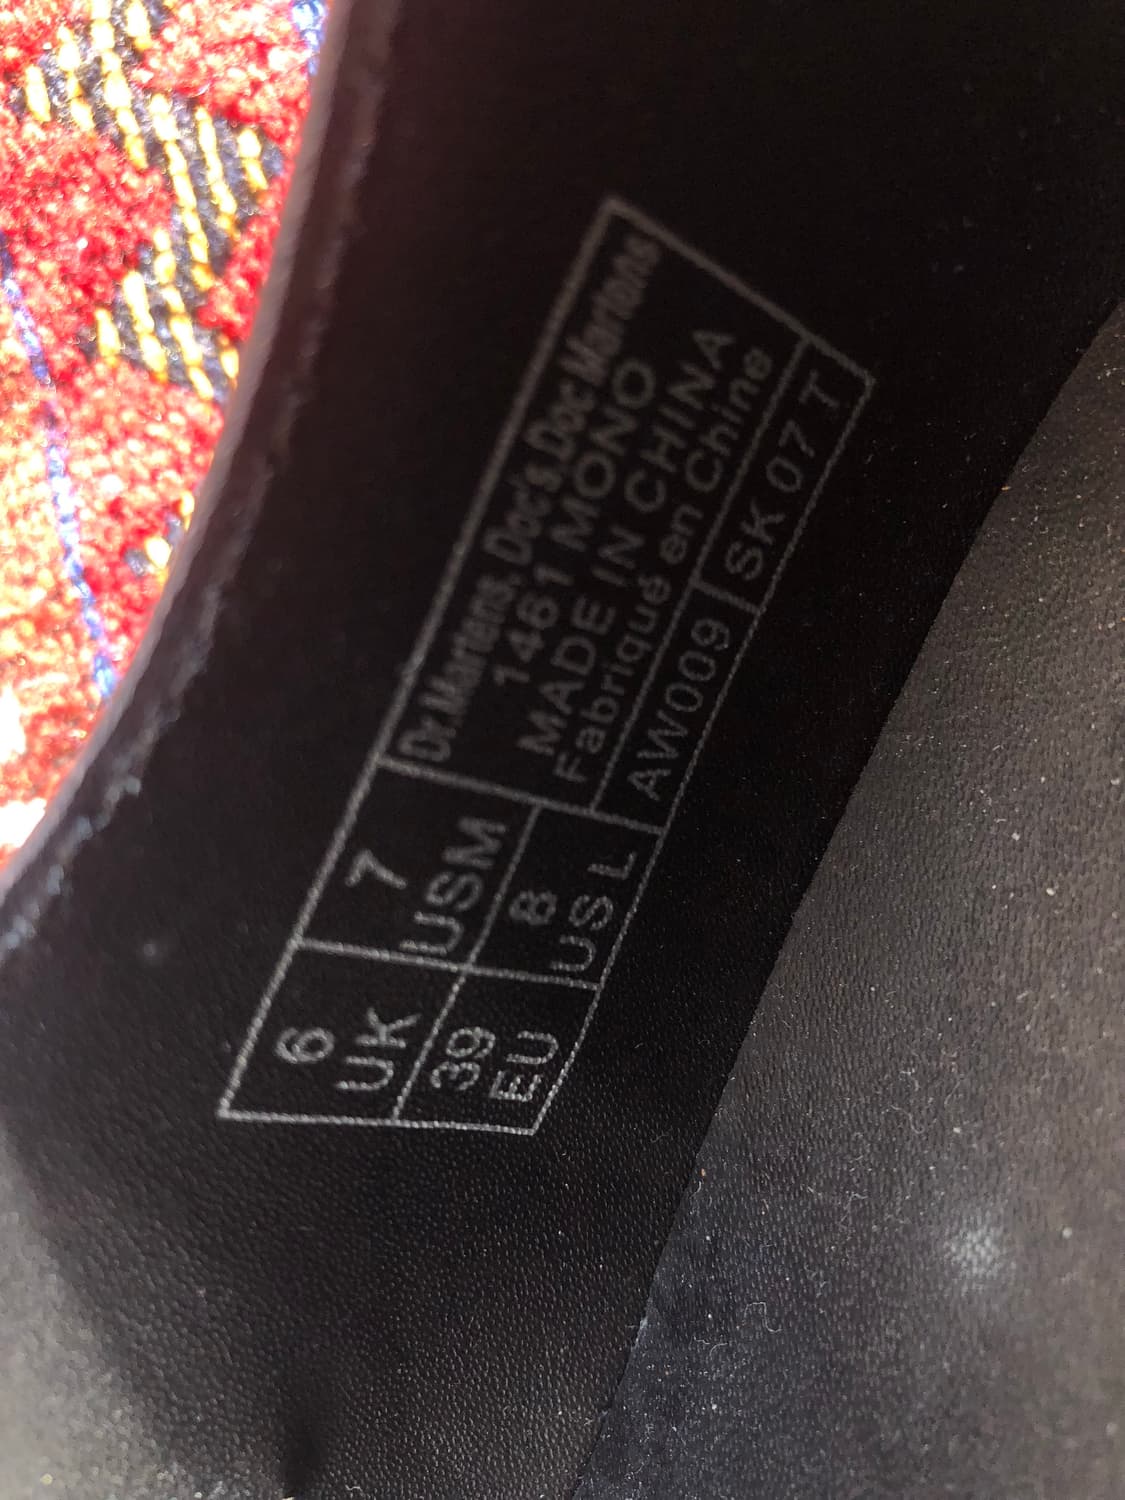 Dr.Martens. Doc's.Doc Martens
1461 MONO
MADE IN CHINA
Fabriqué en Chine
AW009 SK 07 T
7
USM
8
US L
6
UK
39
EU